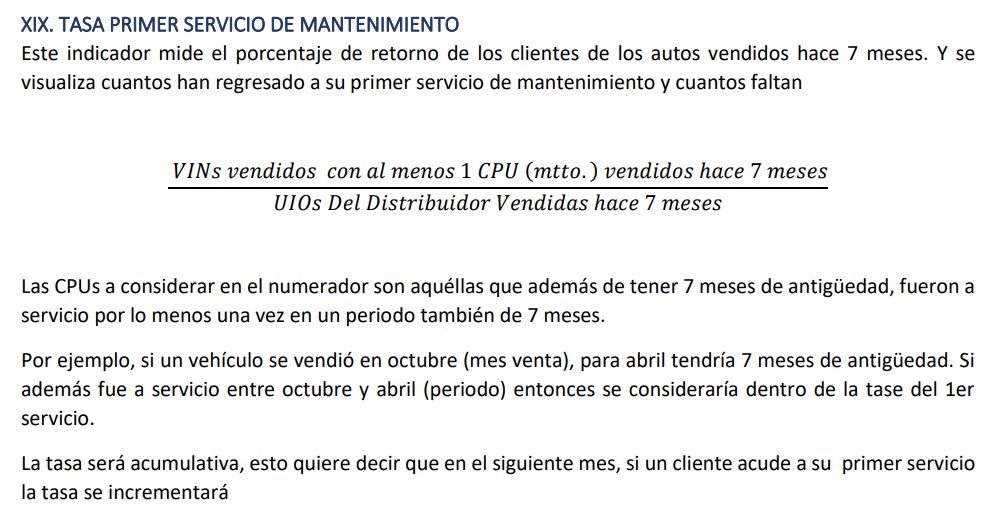 XIX. TASA PRIMER SERVICIO DE MANTENIMIENTO
Este indicador mide el porcentaje de retorno de los clientes de los autos vendidos hace 7 meses. Y se
visualiza cuantos han regresado a su primer servicio de mantenimiento y cuantos faltan
VINs vendidos con al menos 1 CPU (mtto.) vendidos hace 7 meses
UIOs Del Distribuidor Vendidas hace 7 meses
Las CPUs a considerar en el numerador son aquéllas que además de tener 7 meses de antigüedad, fueron a
servicio por lo menos una vez en un periodo también de 7 meses.
Por ejemplo, si un vehículo se vendió en octubre (mes venta), para abril tendría 7 meses de antigüedad. Si
además fue a servicio entre octubre y abril (periodo) entonces se consideraría dentro de la tase del 1er
servicio.
La tasa será acumulativa, esto quiere decir que en el siguiente mes, si un cliente acude a su primer servicio
la tasa se incrementará